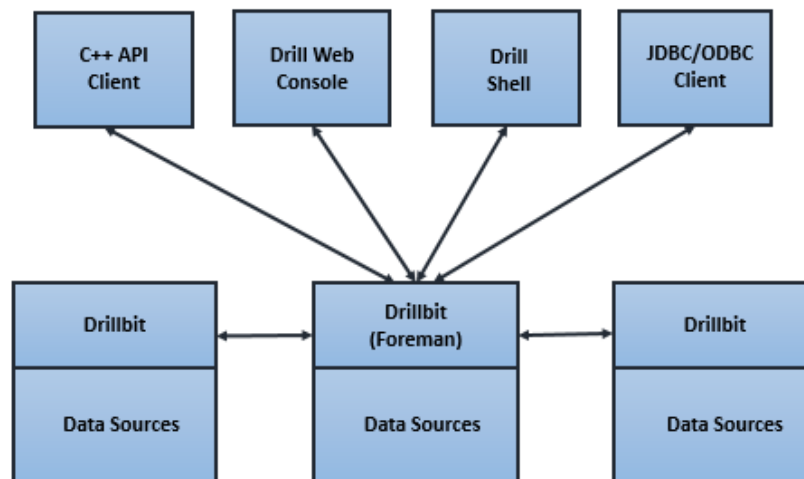 C++ API
Client
Drill Web
Console
Drill
Shell
JDBC/ODBC
Client
Drillbit
Drillbit
(Foreman)
Drillbit
Data Sources
Data Sources
Data Sources